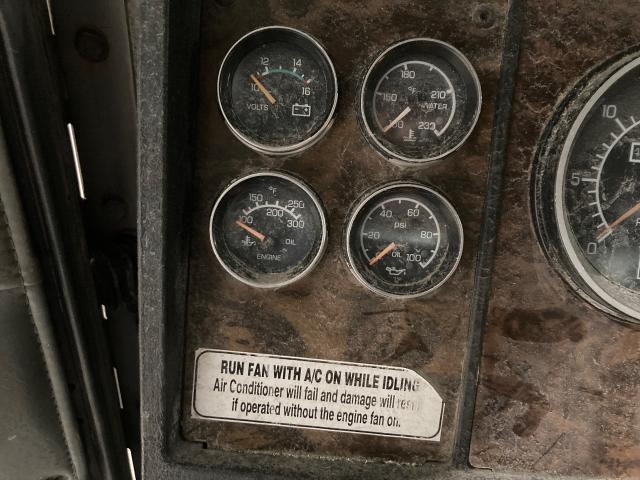 12 14
10 16
VOLTS
180
°F
150 210
WATER
100 230
°F
150 200 250
100 300
OIL
ENGINE
40 60
psi
20 80
OIL 100
10
5
0
RUN FAN WITH A/C ON WHILE IDLING
Air Conditioner will fail and damage will
if operated without the engine fan on.